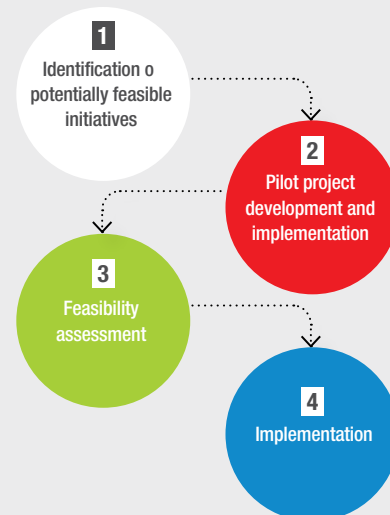 1
Identification o
potentially feasible
initiatives
2
Pilot project
development and
implementation
3
Feasibility
assessment
4
Implementation